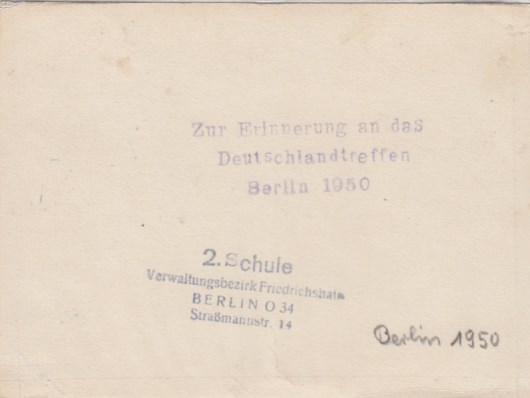 Zur Erinnerung an das
Deutschlandtreffen
Berlin 1950
2. Schule
Verwaltungsbezirk Friedrichshain
BERLIN O 34
Straßmannstr. 14
Berlin 1950